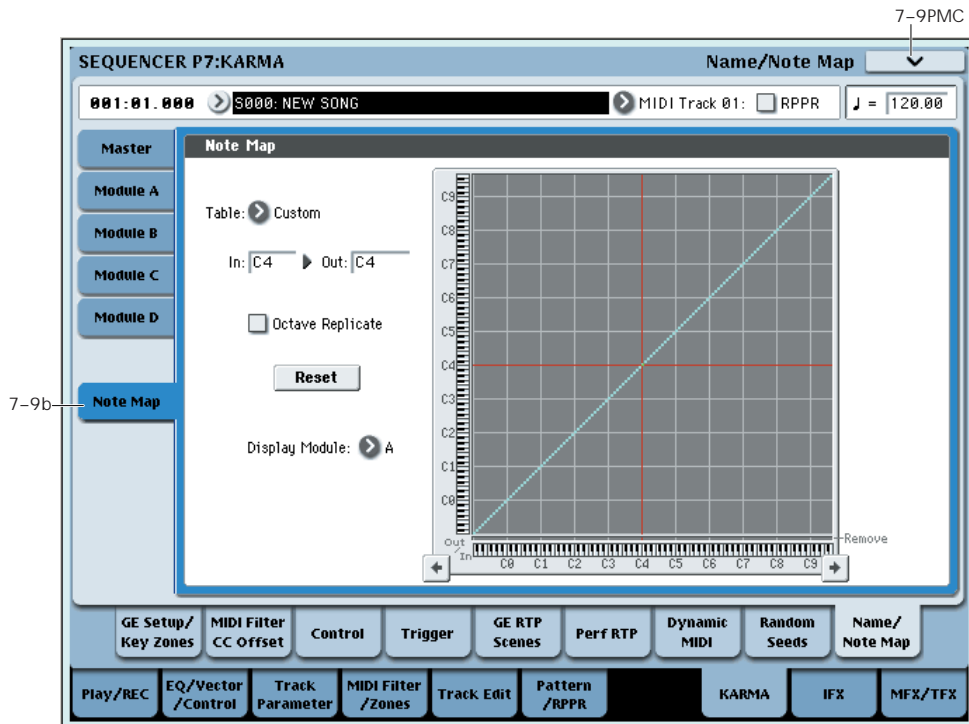 7-9PMC
SEQUENCER P7:KARMA
Name/Note Map
001:01.000
S000: NEW SONG
MIDI Track 01:
RPPR
♩ = 120.00
Master
Module A
Module B
Module C
Module D
7-9b
Note Map
Note Map
Table: Custom
In: C4 Out: C4
Octave Replicate
Reset
Display Module: A
C9
C8
C7
C6
C5
C4
C3
C2
C1
C0
Out
/In
Remove
C0 C1 C2 C3 C4 C5 C6 C7 C8 C9
GE Setup/
Key Zones
MIDI Filter
CC Offset
Control
Trigger
GE RTP
Scenes
Perf RTP
Dynamic
MIDI
Random
Seeds
Name/
Note Map
Play/REC
EQ/Vector
/Control
Track
Parameter
MIDI Filter
/Zones
Track Edit
Pattern
/RPPR
KARMA
IFX
MFX/TFX